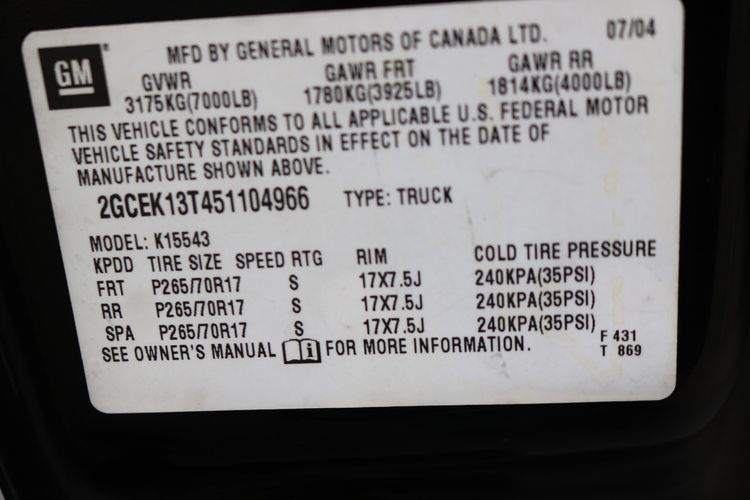 GM
MFD BY GENERAL MOTORS OF CANADA LTD. 07/04
GVWR GAWR FRT GAWR RR
3175KG(7000LB) 1780KG(3925LB) 1814KG(4000LB)
THIS VEHICLE CONFORMS TO ALL APPLICABLE U.S. FEDERAL MOTOR
VEHICLE SAFETY STANDARDS IN EFFECT ON THE DATE OF
MANUFACTURE SHOWN ABOVE.
2GCEK13T451104966 TYPE: TRUCK
MODEL: K15543
KPDD TIRE SIZE SPEED RTG RIM COLD TIRE PRESSURE
FRT P265/70R17 S 17X7.5J 240KPA(35PSI)
RR P265/70R17 S 17X7.5J 240KPA(35PSI)
SPA P265/70R17 S 17X7.5J 240KPA(35PSI)
SEE OWNER'S MANUAL i FOR MORE INFORMATION.
F 431
T 869